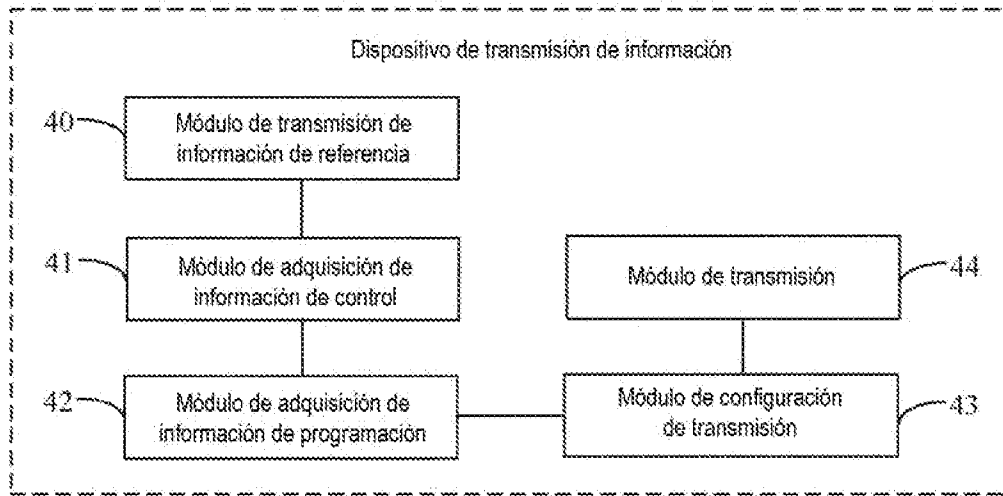 Dispositivo de transmisión de información
40
Módulo de transmisión de
información de referencia
41
Módulo de adquisición de
información de control
Módulo de transmisión
44
42
Módulo de adquisición de
información de programación
Módulo de configuración
de transmisión
43